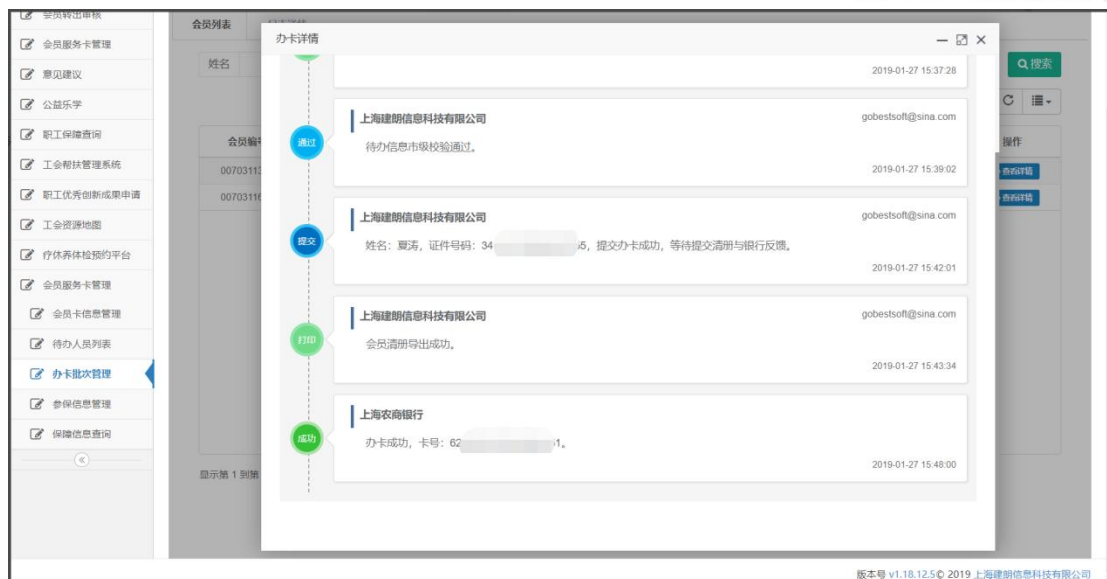 会员转出审核
会员服务卡管理
意见建议
公益乐学
职工保障查询
工会帮扶管理系统
职工优秀创新成果申请
工会资源地图
疗休养体检预约平台
会员服务卡管理
会员卡信息管理
待办人员列表
办卡批次管理
参保信息管理
保障信息查询
会员列表
姓名
搜索
会员编号
操作
00703113
查看详情
00703116
查看详情
显示第 1 到第
办卡详情
2019-01-27 15:37:28
通过
上海建朗信息科技有限公司
gobestsoft@sina.com
待办信息市级校验通过。
2019-01-27 15:39:02
提交
上海建朗信息科技有限公司
gobestsoft@sina.com
姓名：夏涛，证件号码：34 5，提交办卡成功，等待提交清册与银行反馈。
2019-01-27 15:42:01
打印
上海建朗信息科技有限公司
gobestsoft@sina.com
会员清册导出成功。
2019-01-27 15:43:34
成功
上海农商银行
办卡成功，卡号：62 1。
2019-01-27 15:48:00
版本号 v1.18.12.5© 2019 上海建朗信息科技有限公司